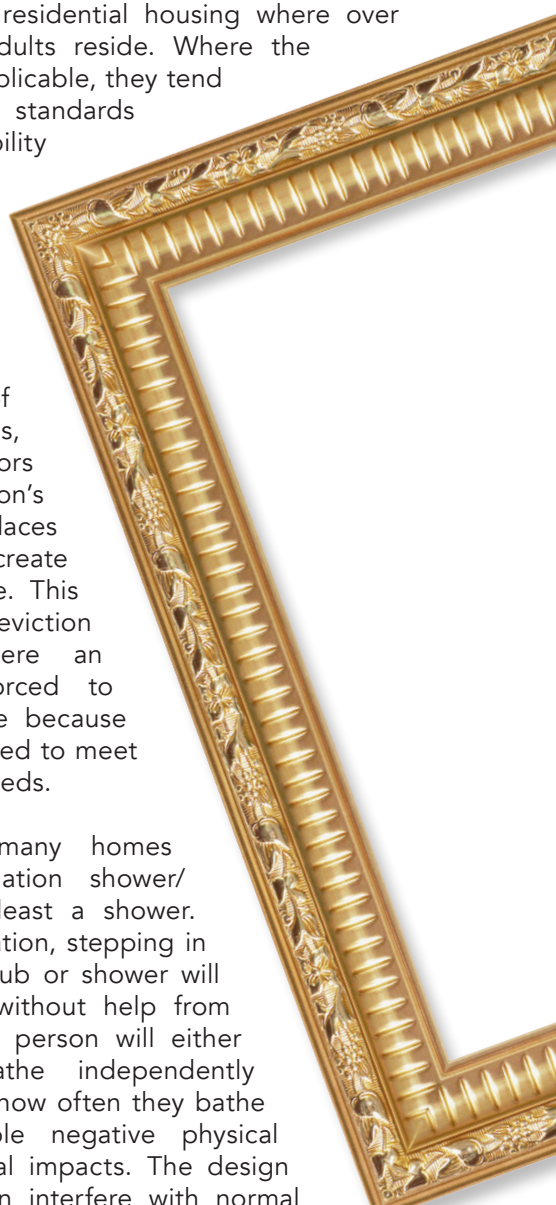 residential housing where over
dults reside. Where the
plicable, they tend
standards
bility
f
s,
ors
on's
laces
create
e. This
eviction
ere an
orced to
e because
ed to meet
eeds.
many homes
ation shower/
least a shower.
tion, stepping in
ub or shower will
without help from
person will either
athe independently
how often they bathe
ole negative physical
al impacts. The design
n interfere with normal